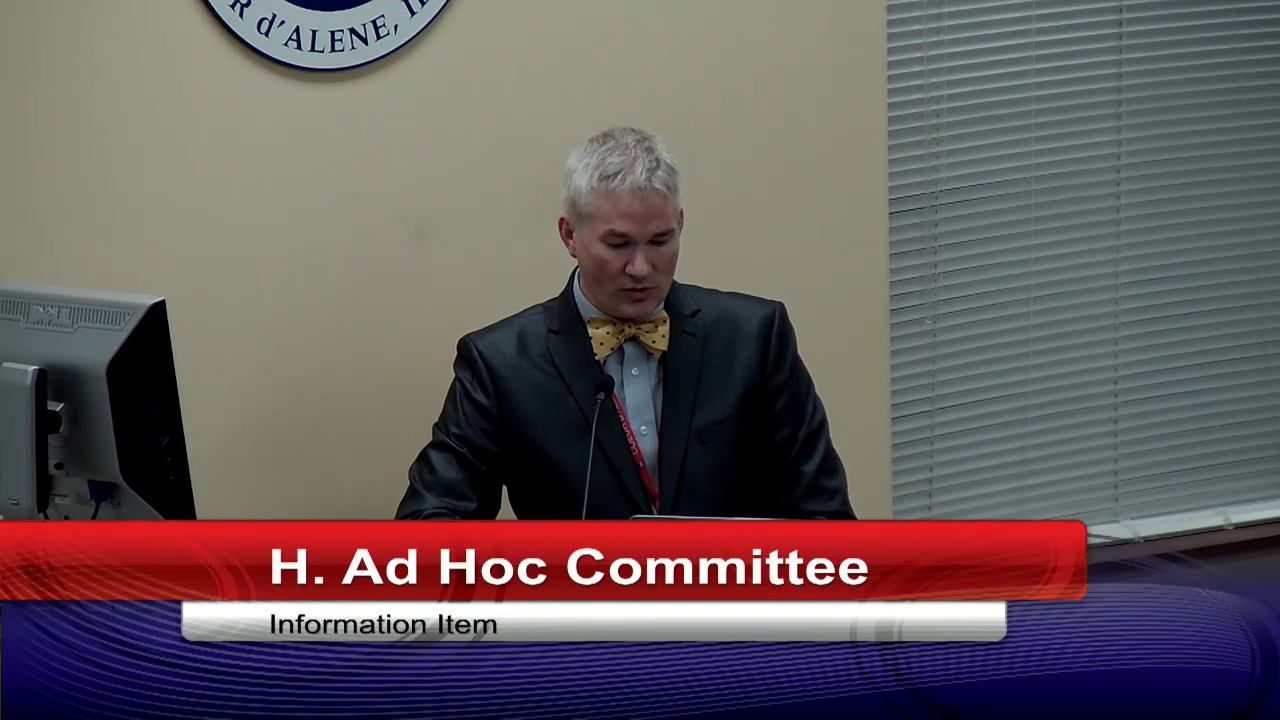 R d'ALENE, I
H. Ad Hoc Committee
Information Item